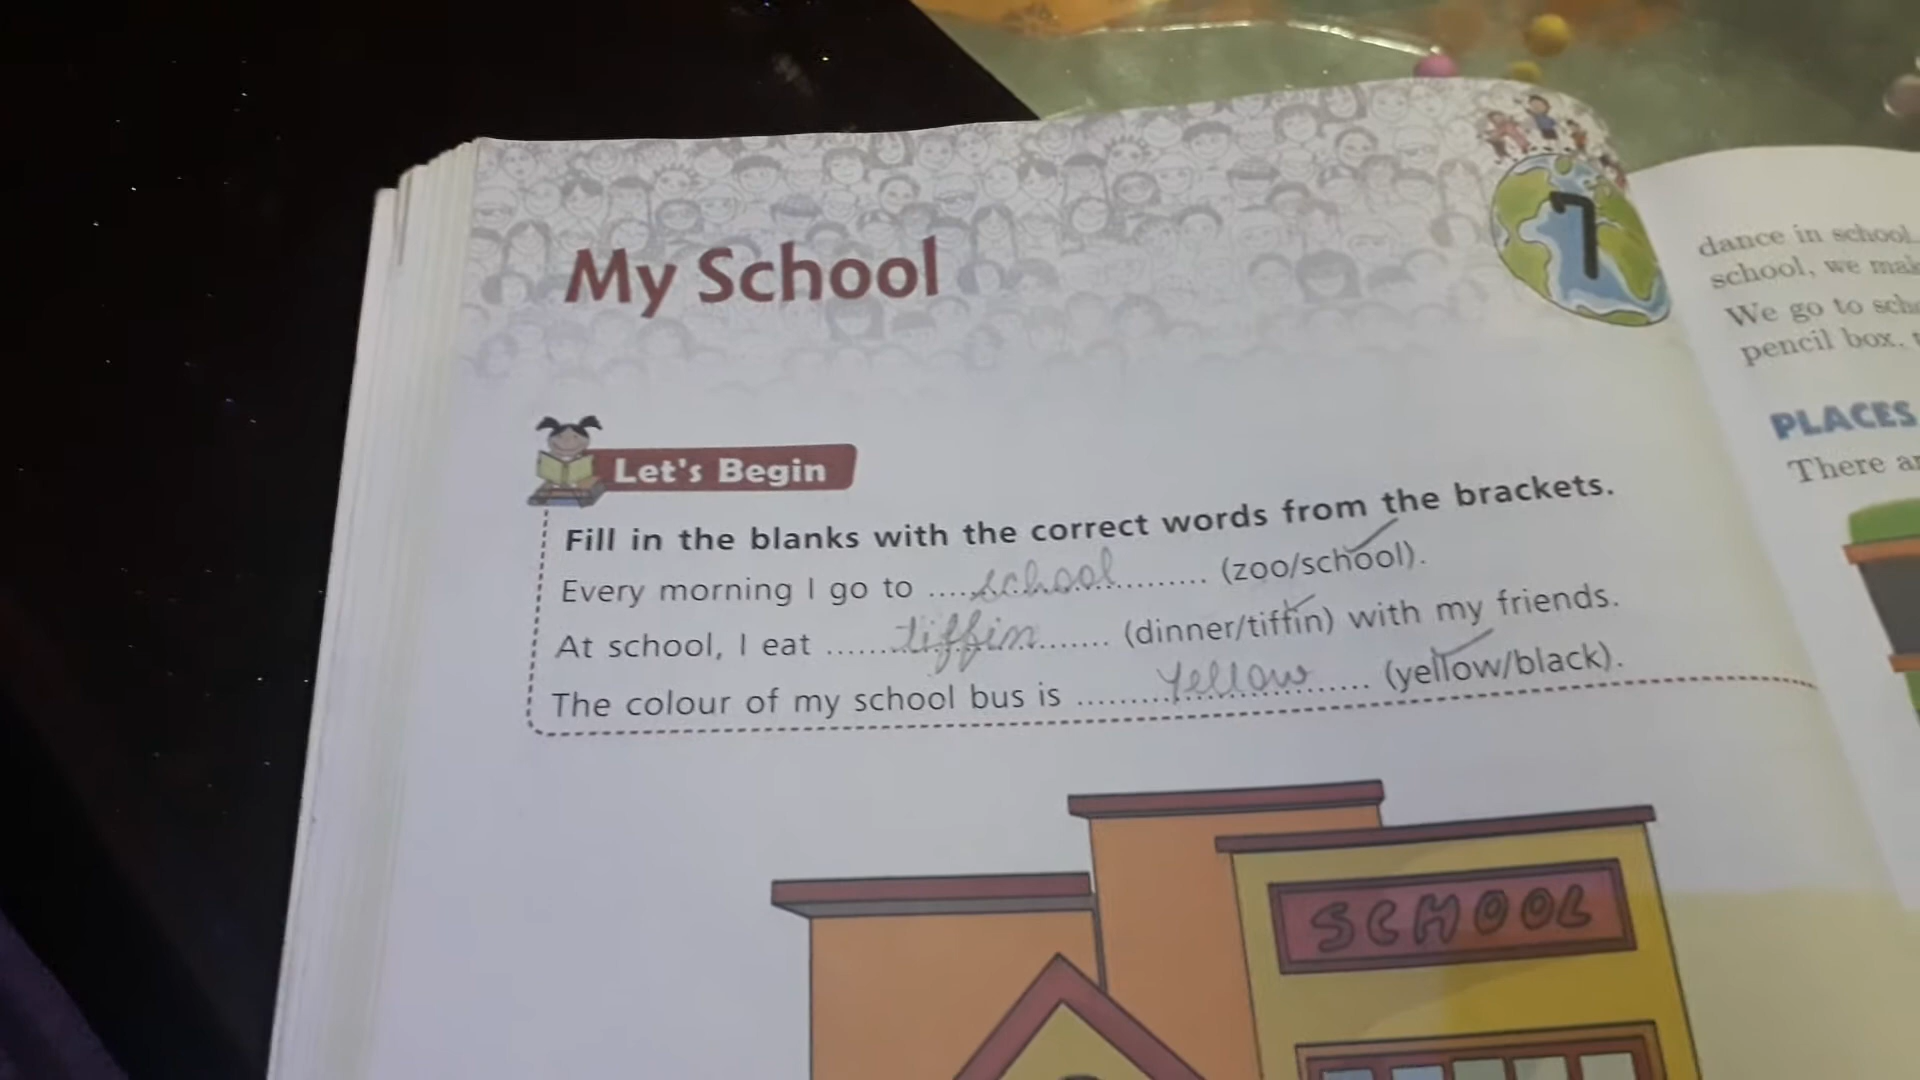 My School
7
Let's Begin
Fill in the blanks with the correct words from the brackets.
Every morning I go to ....school.......... (zoo/school).
At school, I eat ......tiffin....... (dinner/tiffin) with my friends.
The colour of my school bus is ........yellow.......... (yellow/black).
SCHOOL
dance in school.
school, we
We go to
pencil box,
PLACES
There